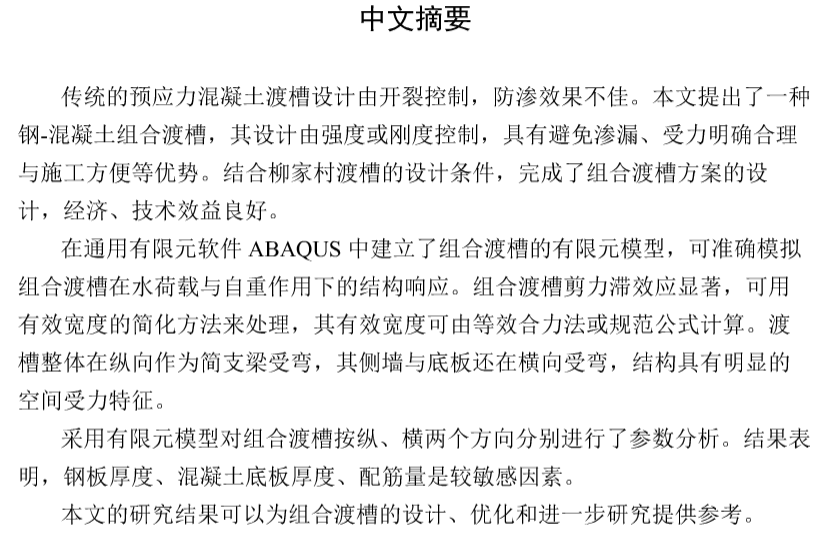 中文摘要
传统的预应力混凝土渡槽设计由开裂控制，防渗效果不佳。本文提出了一种
钢-混凝土组合渡槽，其设计由强度或刚度控制，具有避免渗漏、受力明确合理
与施工方便等优势。结合柳家村渡槽的设计条件，完成了组合渡槽方案的设
计，经济、技术效益良好。
在通用有限元软件 ABAQUS 中建立了组合渡槽的有限元模型，可准确模拟
组合渡槽在水荷载与自重作用下的结构响应。组合渡槽剪力滞效应显著，可用
有效宽度的简化方法来处理，其有效宽度可由等效合力法或规范公式计算。渡
槽整体在纵向作为简支梁受弯，其侧墙与底板还在横向受弯，结构具有明显的
空间受力特征。
采用有限元模型对组合渡槽按纵、横两个方向分别进行了参数分析。结果表
明，钢板厚度、混凝土底板厚度、配筋量是较敏感因素。
本文的研究结果可以为组合渡槽的设计、优化和进一步研究提供参考。